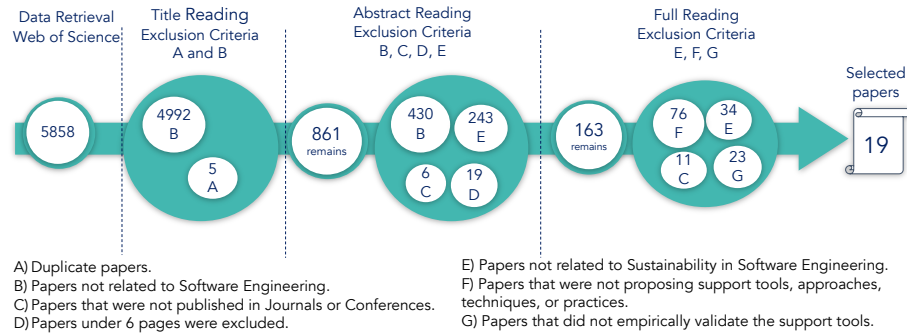 Data Retrieval
Web of Science
Title Reading
Exclusion Criteria
A and B
Abstract Reading
Exclusion Criteria
B, C, D, E
Full Reading
Exclusion Criteria
E, F, G
Selected
papers
5858
4992
B
5
A
861
remains
430
B
243
E
6
C
19
D
163
remains
76
F
34
E
11
C
23
G
19
A) Duplicate papers.
B) Papers not related to Software Engineering.
C) Papers that were not published in Journals or Conferences.
D) Papers under 6 pages were excluded.
E) Papers not related to Sustainability in Software Engineering.
F) Papers that were not proposing support tools, approaches,
techniques, or practices.
G) Papers that did not empirically validate the support tools.